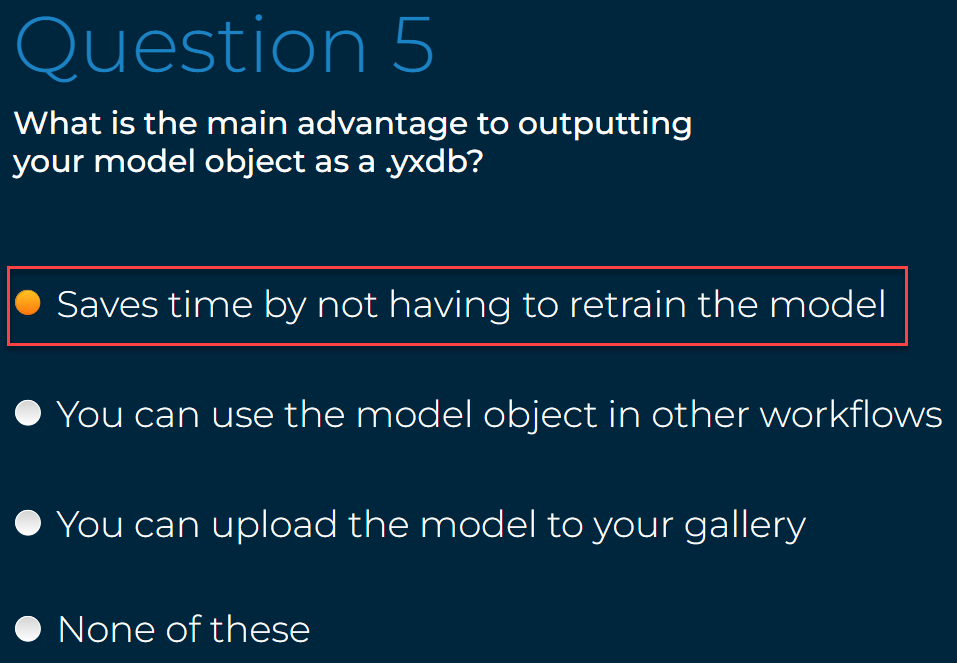 Question 5
What is the main advantage to outputting
your model object as a .yxdb?
Saves time by not having to retrain the model
You can use the model object in other workflows
You can upload the model to your gallery
None of these